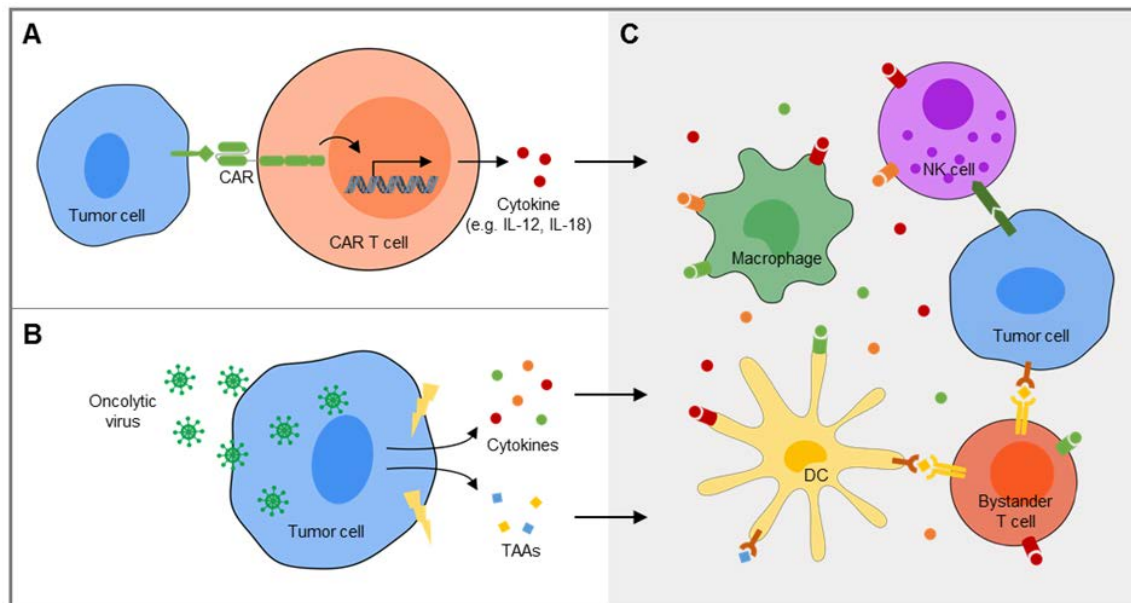 A
Tumor cell
CAR
CAR T cell
Cytokine
(e.g. IL-12, IL-18)
B
Oncolytic
virus
Tumor cell
Cytokines
TAAs
C
NK cell
Macrophage
Tumor cell
DC
Bystander
T cell